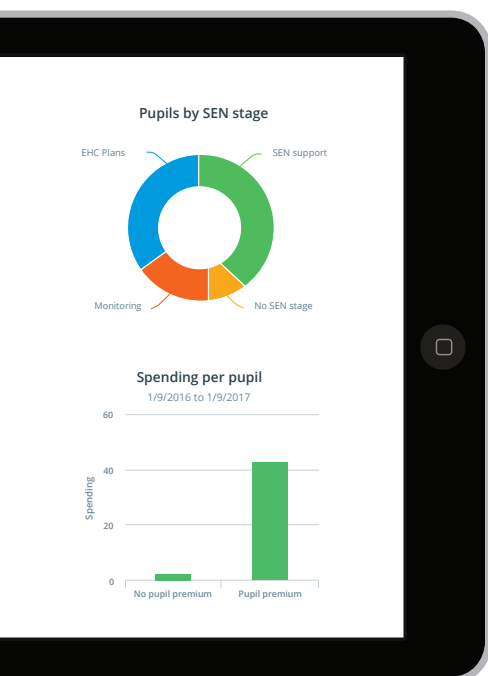 Pupils by SEN stage
EHC Plans
SEN support
Monitoring
No SEN stage
Spending per pupil
1/9/2016 to 1/9/2017
60
40
20
0
Spending
No pupil premium
Pupil premium